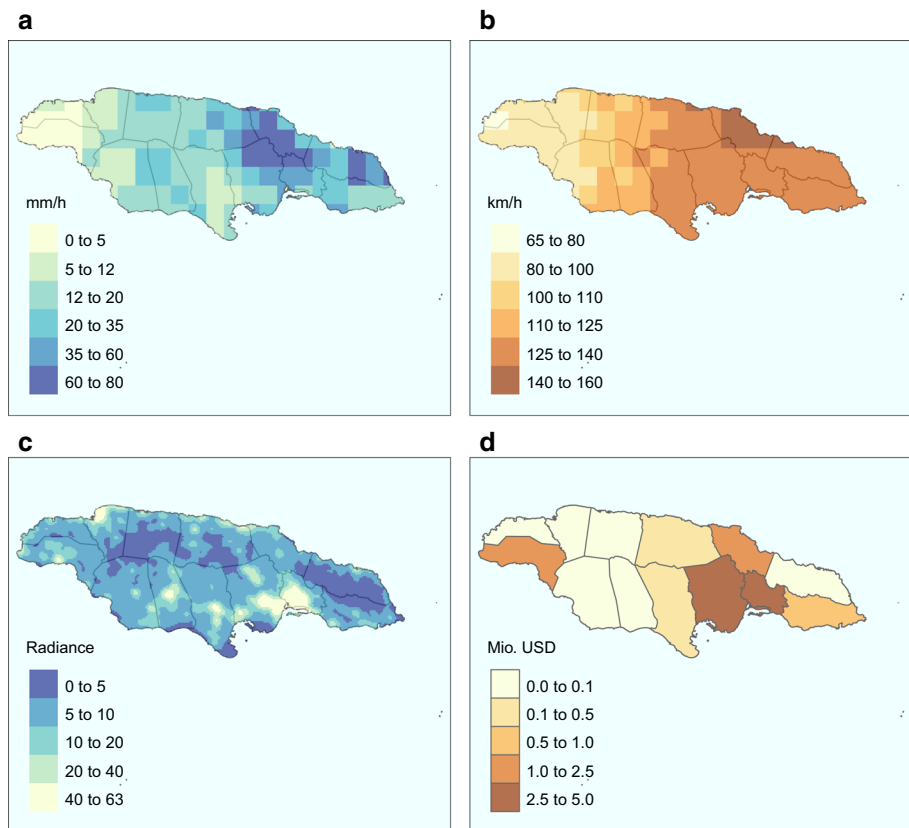 a
mm/h
0 to 5
5 to 12
12 to 20
20 to 35
35 to 60
60 to 80
b
km/h
65 to 80
80 to 100
100 to 110
110 to 125
125 to 140
140 to 160
c
Radiance
0 to 5
5 to 10
10 to 20
20 to 40
40 to 63
d
Mio. USD
0.0 to 0.1
0.1 to 0.5
0.5 to 1.0
1.0 to 2.5
2.5 to 5.0